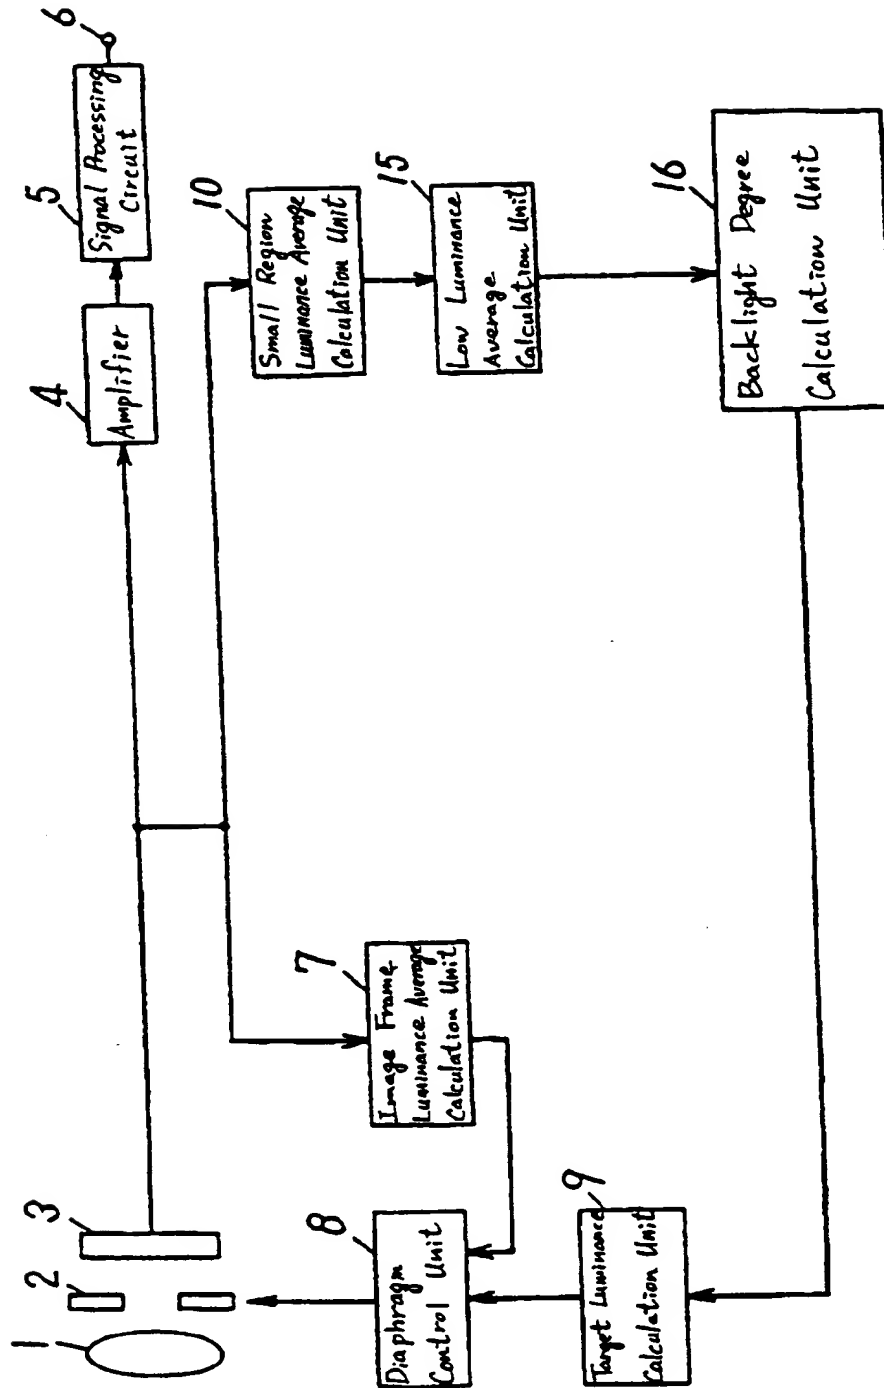 1
2
3
4
Amplifier
5
Signal Processing
Circuit
6
7
Image Frame
Luminance Average
Calculation Unit
10
Small Region
Luminance Average
Calculation Unit
8
Diaphragm
Control Unit
15
Low Luminance
Average
Calculation Unit
9
Target Luminance
Calculation Unit
16
Backlight Degree
Calculation Unit